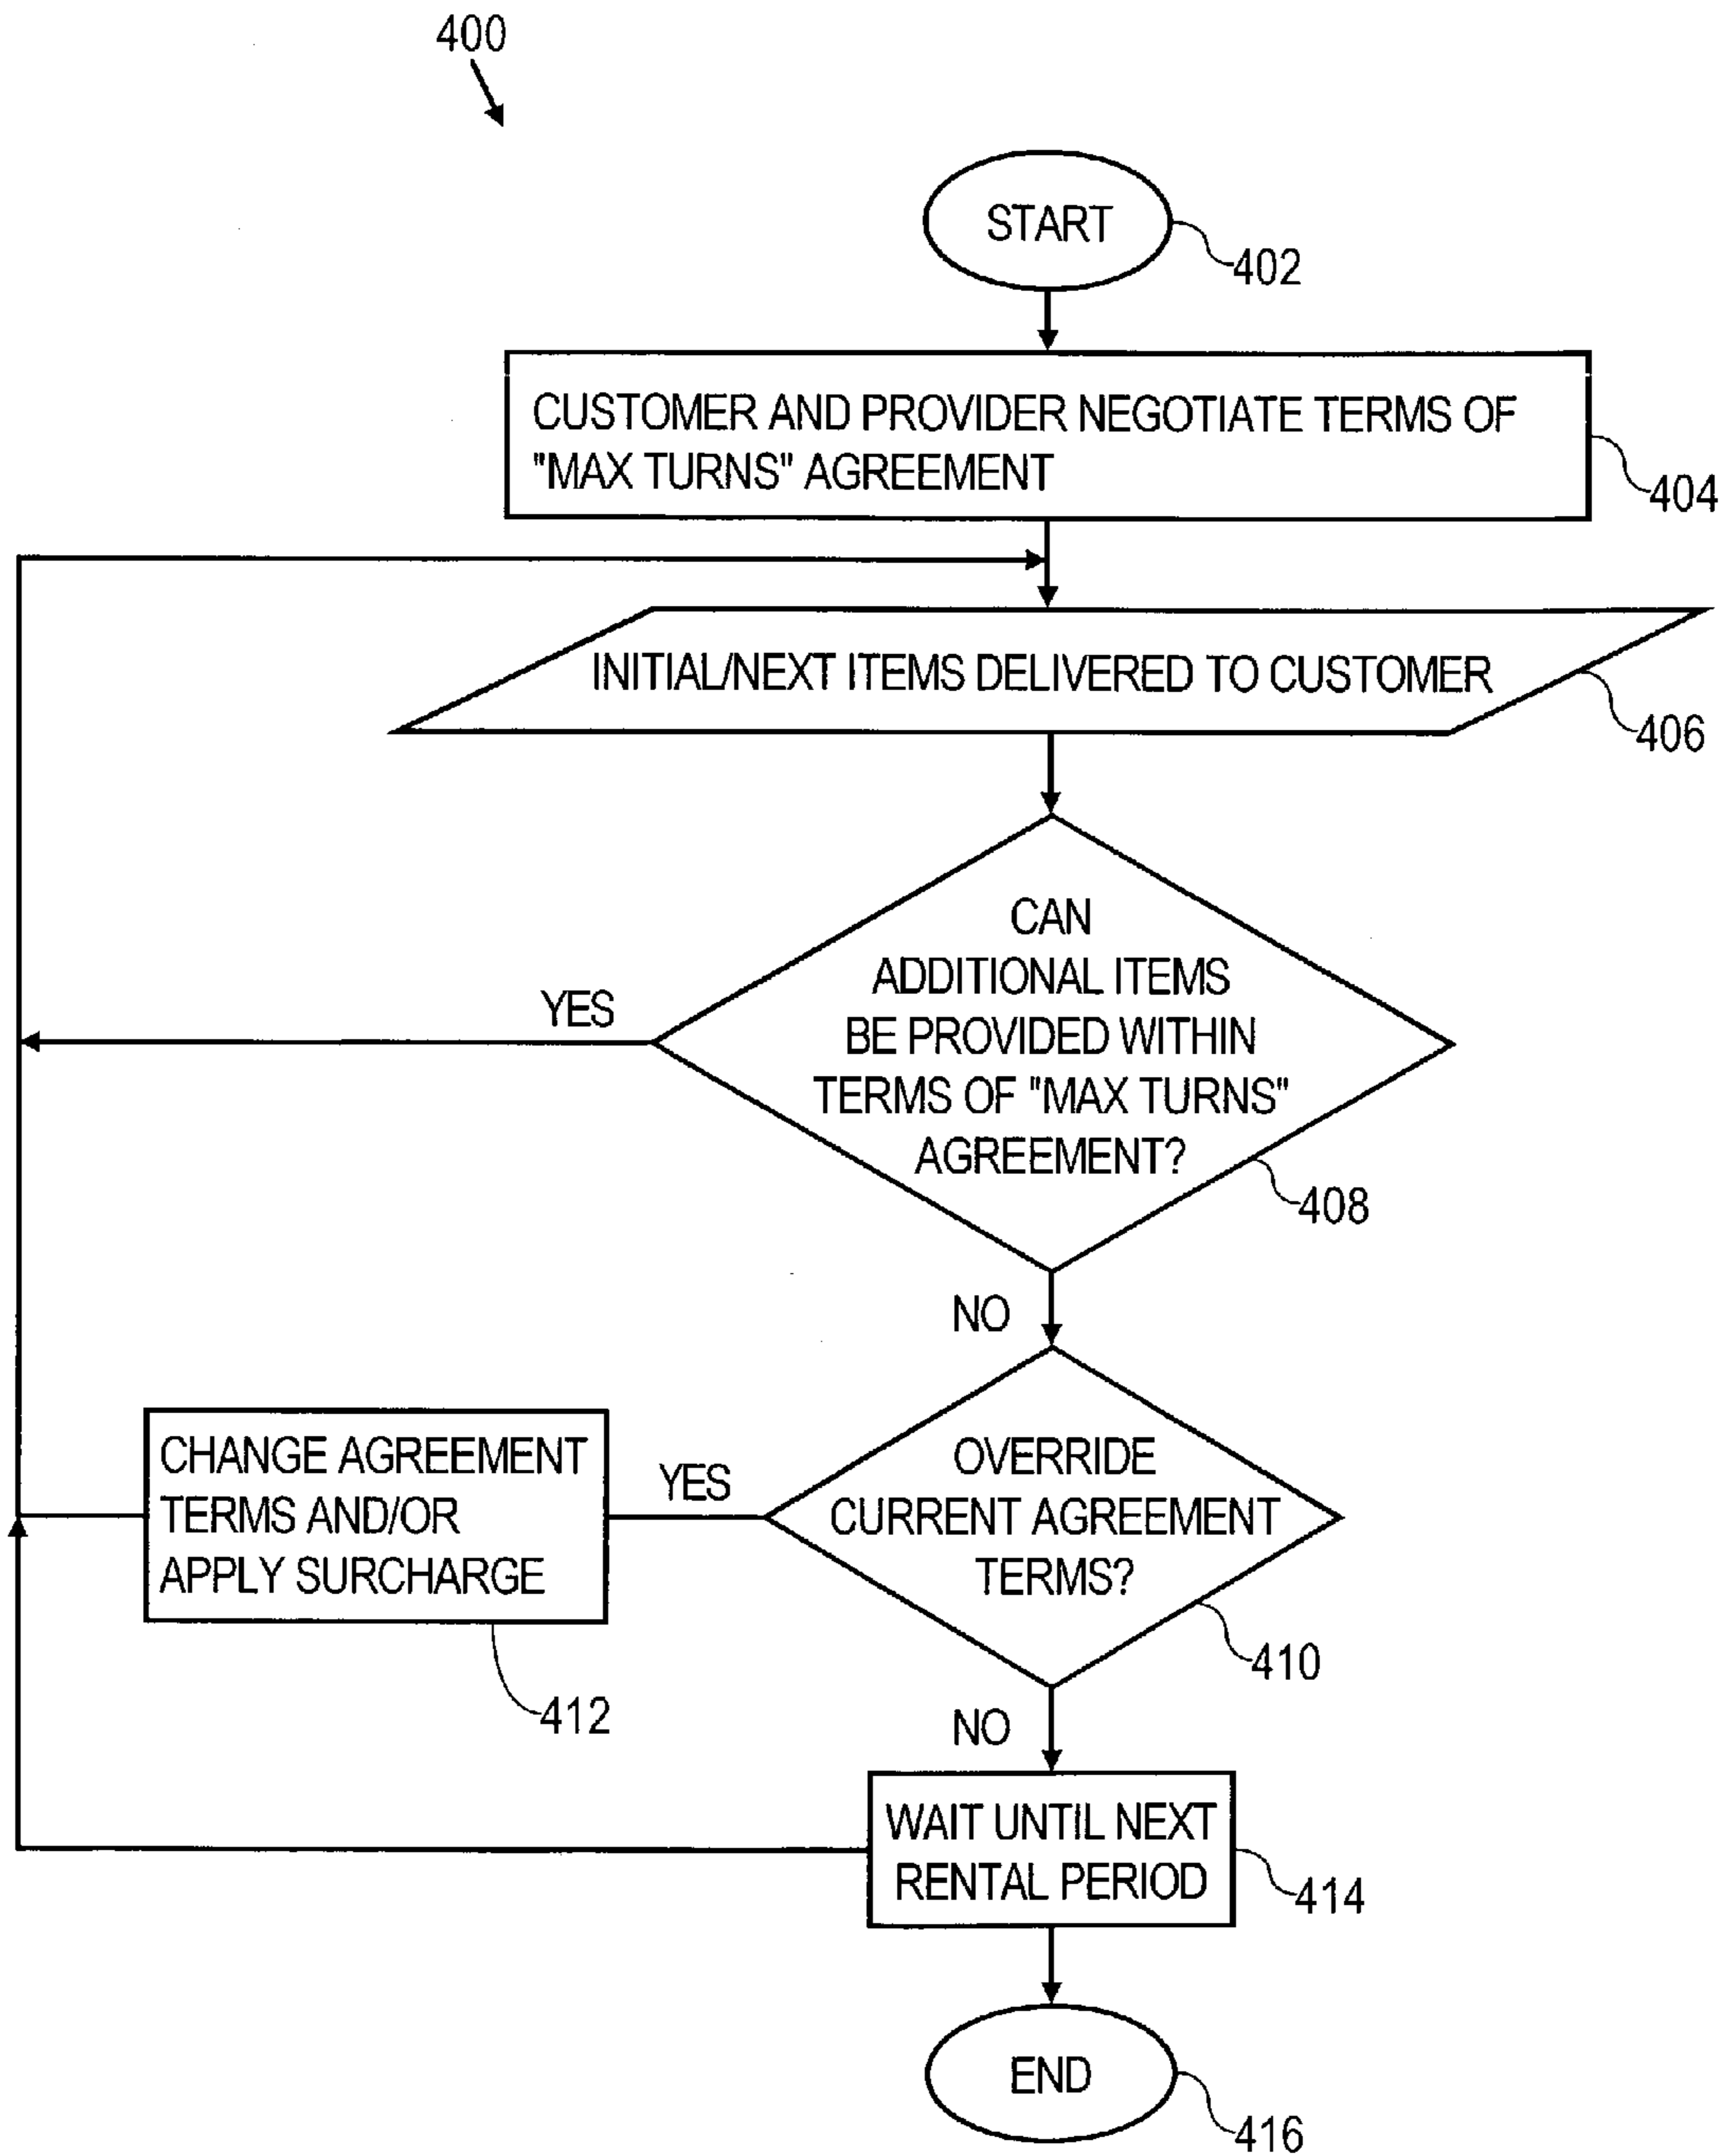 400
START
402
CUSTOMER AND PROVIDER NEGOTIATE TERMS OF
"MAX TURNS" AGREEMENT
404
INITIAL/NEXT ITEMS DELIVERED TO CUSTOMER
406
CAN
ADDITIONAL ITEMS
BE PROVIDED WITHIN
TERMS OF "MAX TURNS"
AGREEMENT?
YES
408
NO
OVERRIDE
CURRENT AGREEMENT
TERMS?
YES
CHANGE AGREEMENT
TERMS AND/OR
APPLY SURCHARGE
410
412
NO
WAIT UNTIL NEXT
RENTAL PERIOD
414
END
416